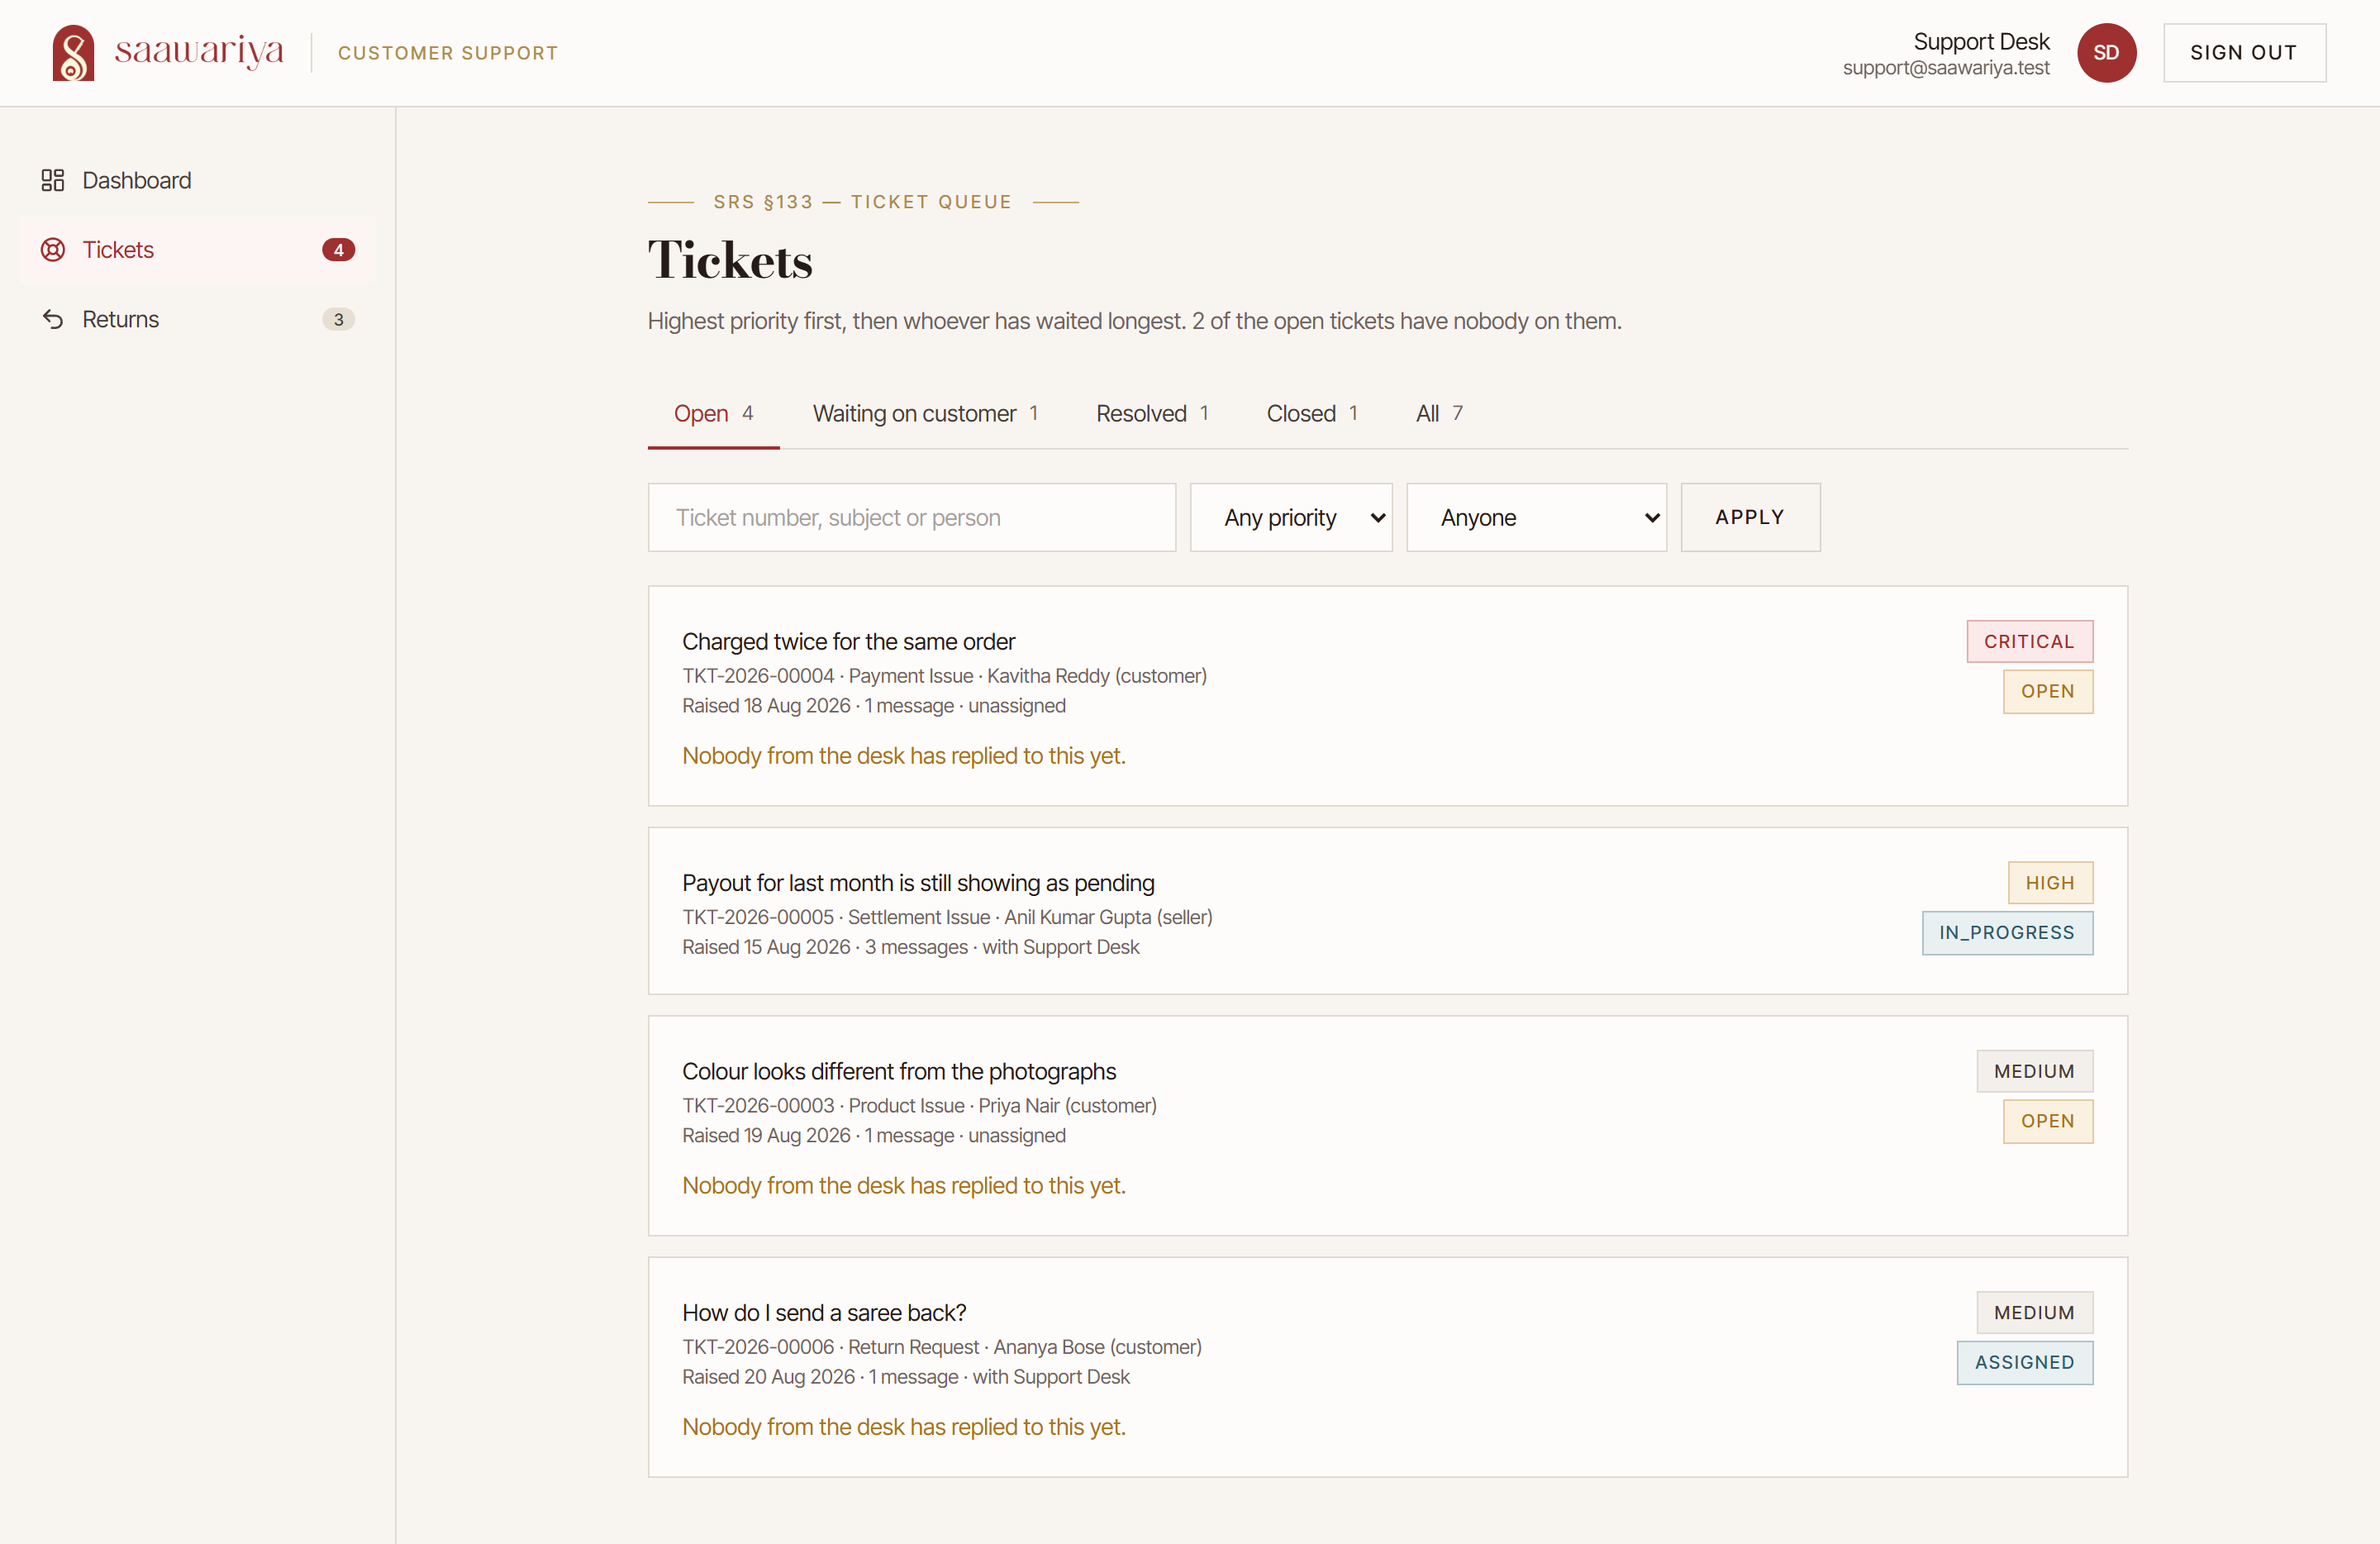 saawariya
CUSTOMER SUPPORT
Support Desk
support@saawariya.test
SD
SIGN OUT
Dashboard
Tickets 4
Returns 3
SRS §133 — TICKET QUEUE
Tickets
Highest priority first, then whoever has waited longest. 2 of the open tickets have nobody on them.
Open 4 Waiting on customer 1 Resolved 1 Closed 1 All 7
Ticket number, subject or person Any priority Anyone APPLY
Charged twice for the same order
CRITICAL
TKT-2026-00004 · Payment Issue · Kavitha Reddy (customer)
OPEN
Raised 18 Aug 2026 · 1 message · unassigned
Nobody from the desk has replied to this yet.
Payout for last month is still showing as pending
HIGH
TKT-2026-00005 · Settlement Issue · Anil Kumar Gupta (seller)
IN_PROGRESS
Raised 15 Aug 2026 · 3 messages · with Support Desk
Colour looks different from the photographs
MEDIUM
TKT-2026-00003 · Product Issue · Priya Nair (customer)
OPEN
Raised 19 Aug 2026 · 1 message · unassigned
Nobody from the desk has replied to this yet.
How do I send a saree back?
MEDIUM
TKT-2026-00006 · Return Request · Ananya Bose (customer)
ASSIGNED
Raised 20 Aug 2026 · 1 message · with Support Desk
Nobody from the desk has replied to this yet.